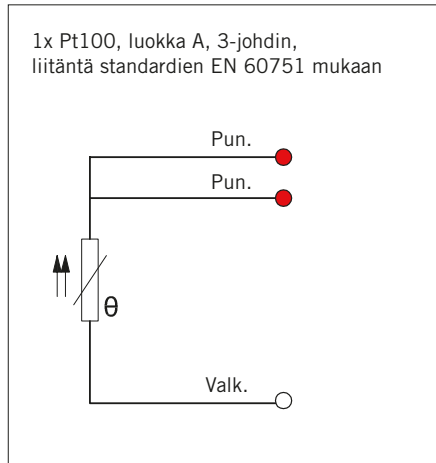 1x Pt100, luokka A, 3-johdin,
liitäntä standardien EN 60751 mukaan
Pun.
Pun.
θ
Valk.